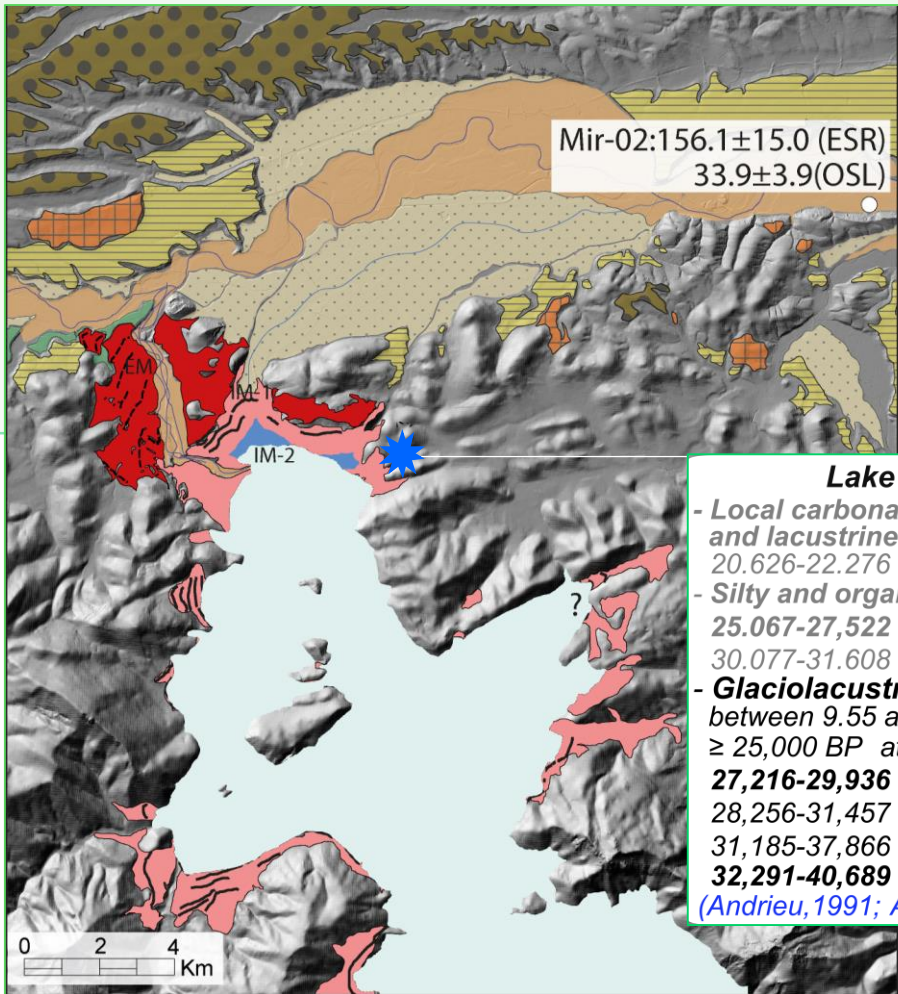 Mir-02:156.1±15.0 (ESR)
33.9±3.9(OSL)
EM
IM-1
IM-2
?
Lake
- Local carbona
and lacustrine
20.626-22.276
- Silty and orga
25.067-27,522
30.077-31.608
- Glaciolacust
between 9.55 a
≥ 25,000 BP at
27,216-29,936
28,256-31,457
31,185-37,866
32,291-40,689
(Andrieu,1991; A
0 2 4
Km